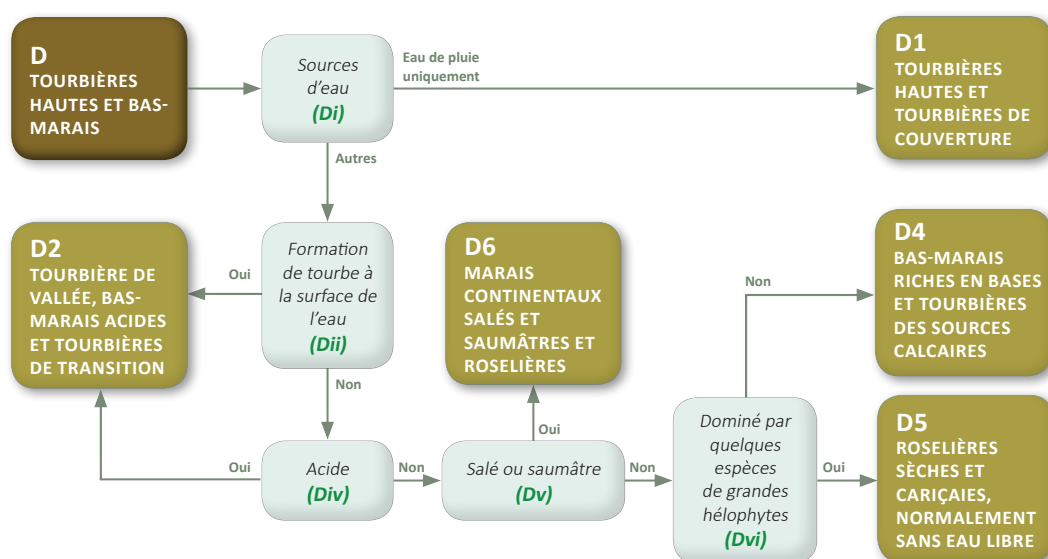 D
TOURBIÈRES
HAUTES ET BAS-
MARAIS
Sources
d'eau
(Di)
Eau de pluie
uniquement
D1
TOURBIÈRES
HAUTES ET
TOURBIÈRES DE
COUVERTURE
Autres
D2
TOURBIÈRE DE
VALLÉE, BAS-
MARAIS ACIDES
ET TOURBIÈRES
DE TRANSITION
Oui
Formation
de tourbe à
la surface de
l'eau
(Dii)
D6
MARAIS
CONTINENTAUX
SALÉS ET
SAUMÂTRES ET
ROSELIÈRES
Non
D4
BAS-MARAIS
RICHES EN BASES
ET TOURBIÈRES
DES SOURCES
CALCAIRES
Non
Oui
Oui
Acide
(Div)
Non
Salé ou saumâtre
(Dv)
Non
Dominé par
quelques
espèces
de grandes
hélophytes
(Dvi)
Oui
D5
ROSELIÈRES
SÈCHES ET
CARIÇAIES,
NORMALEMENT
SANS EAU LIBRE